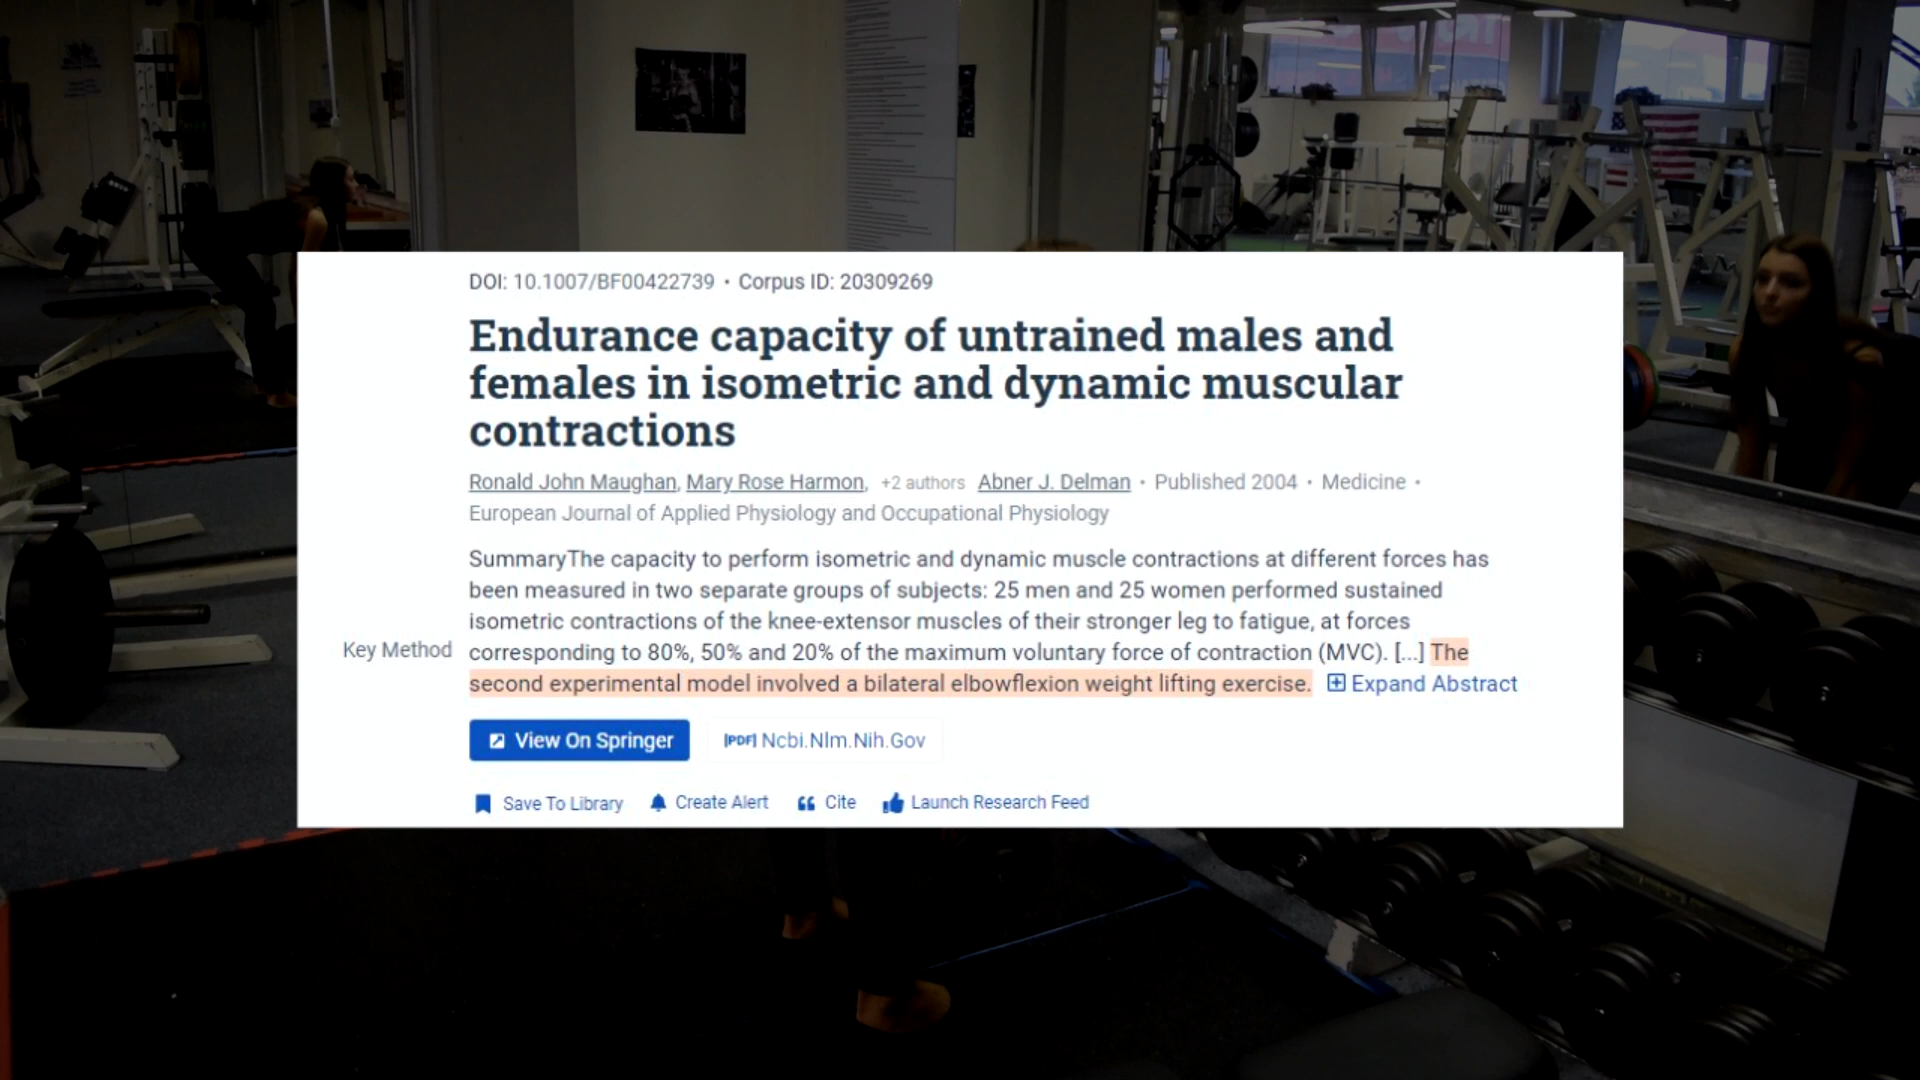 DOI: 10.1007/BF00422739 • Corpus ID: 20309269
Endurance capacity of untrained males and
females in isometric and dynamic muscular
contractions
Ronald John Maughan, Mary Rose Harmon, +2 authors Abner J. Delman • Published 2004 • Medicine •
European Journal of Applied Physiology and Occupational Physiology
SummaryThe capacity to perform isometric and dynamic muscle contractions at different forces has
been measured in two separate groups of subjects: 25 men and 25 women performed sustained
isometric contractions of the knee-extensor muscles of their stronger leg to fatigue, at forces
Key Method corresponding to 80%, 50% and 20% of the maximum voluntary force of contraction (MVC). [...] The
second experimental model involved a bilateral elbowflexion weight lifting exercise. Expand Abstract
View On Springer [PDF] Ncbi.Nlm.Nih.Gov
Save To Library Create Alert Cite Launch Research Feed